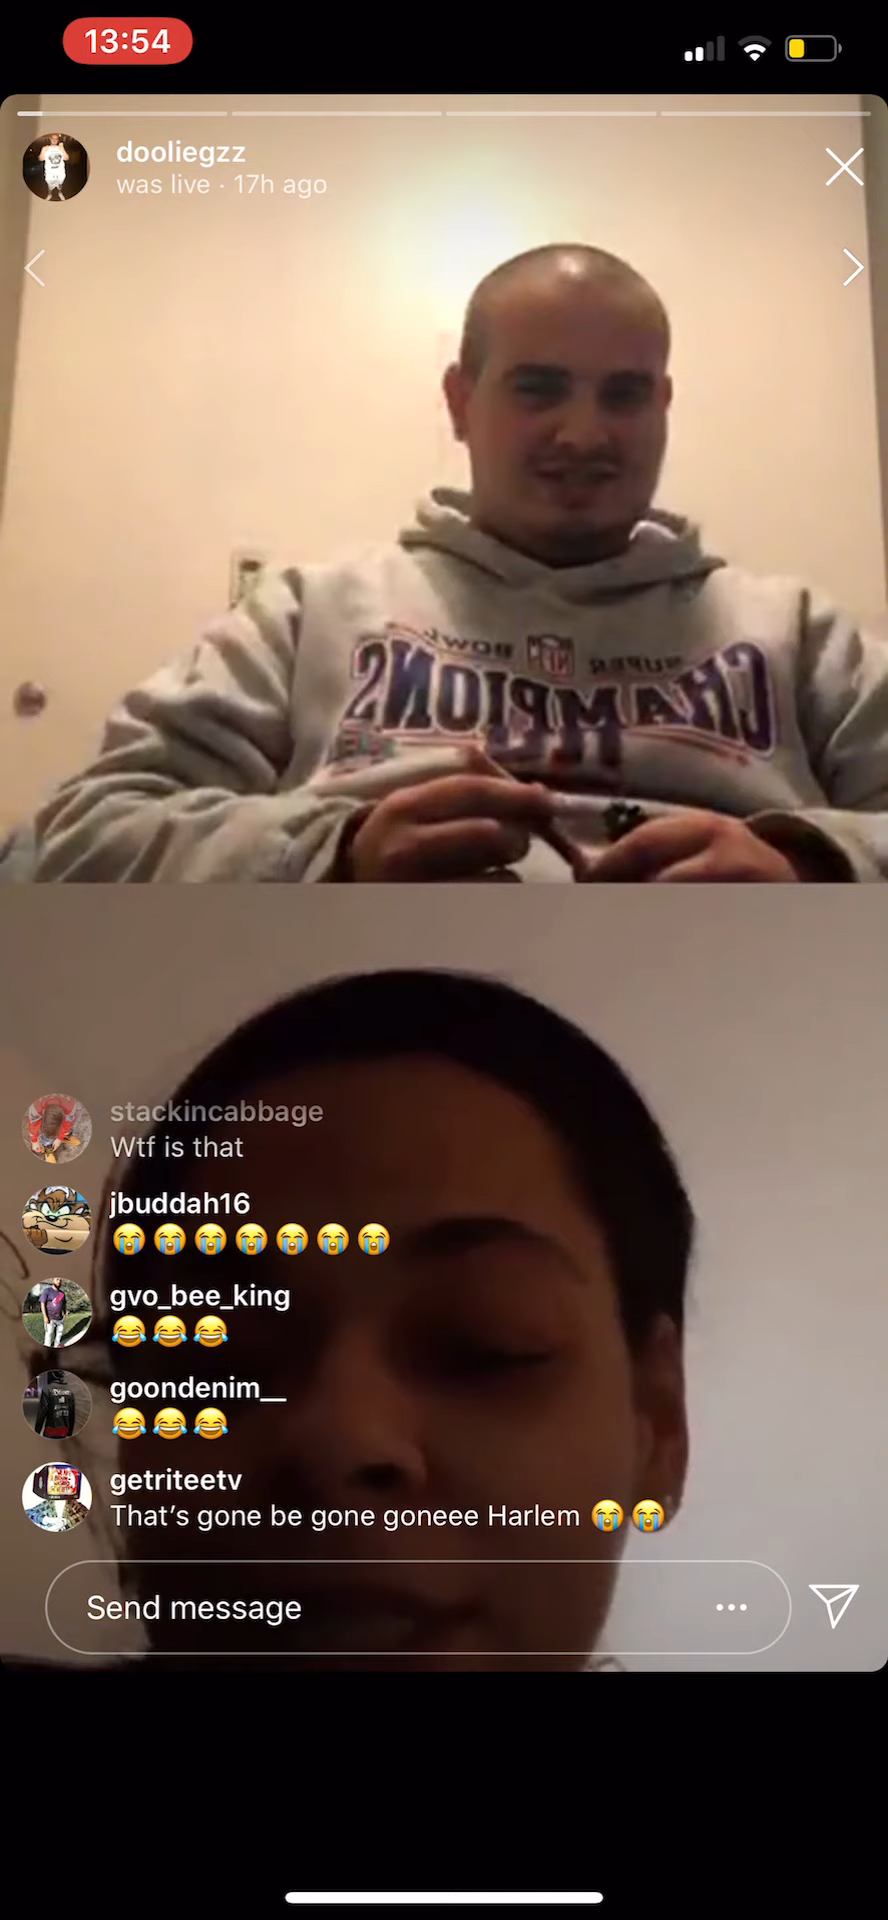 13:54
dooliegzz
was live · 17h ago
SUPER NFL BOWL
CHAMPIONS
stackincabbage
Wtf is that
jbuddah16
😭😭😭😭😭😭😭
gvo_bee_king
😂😂😂
goondenim__
😂😂😂
getriteetv
That's gone be gone goneee Harlem 😭😭
Send message